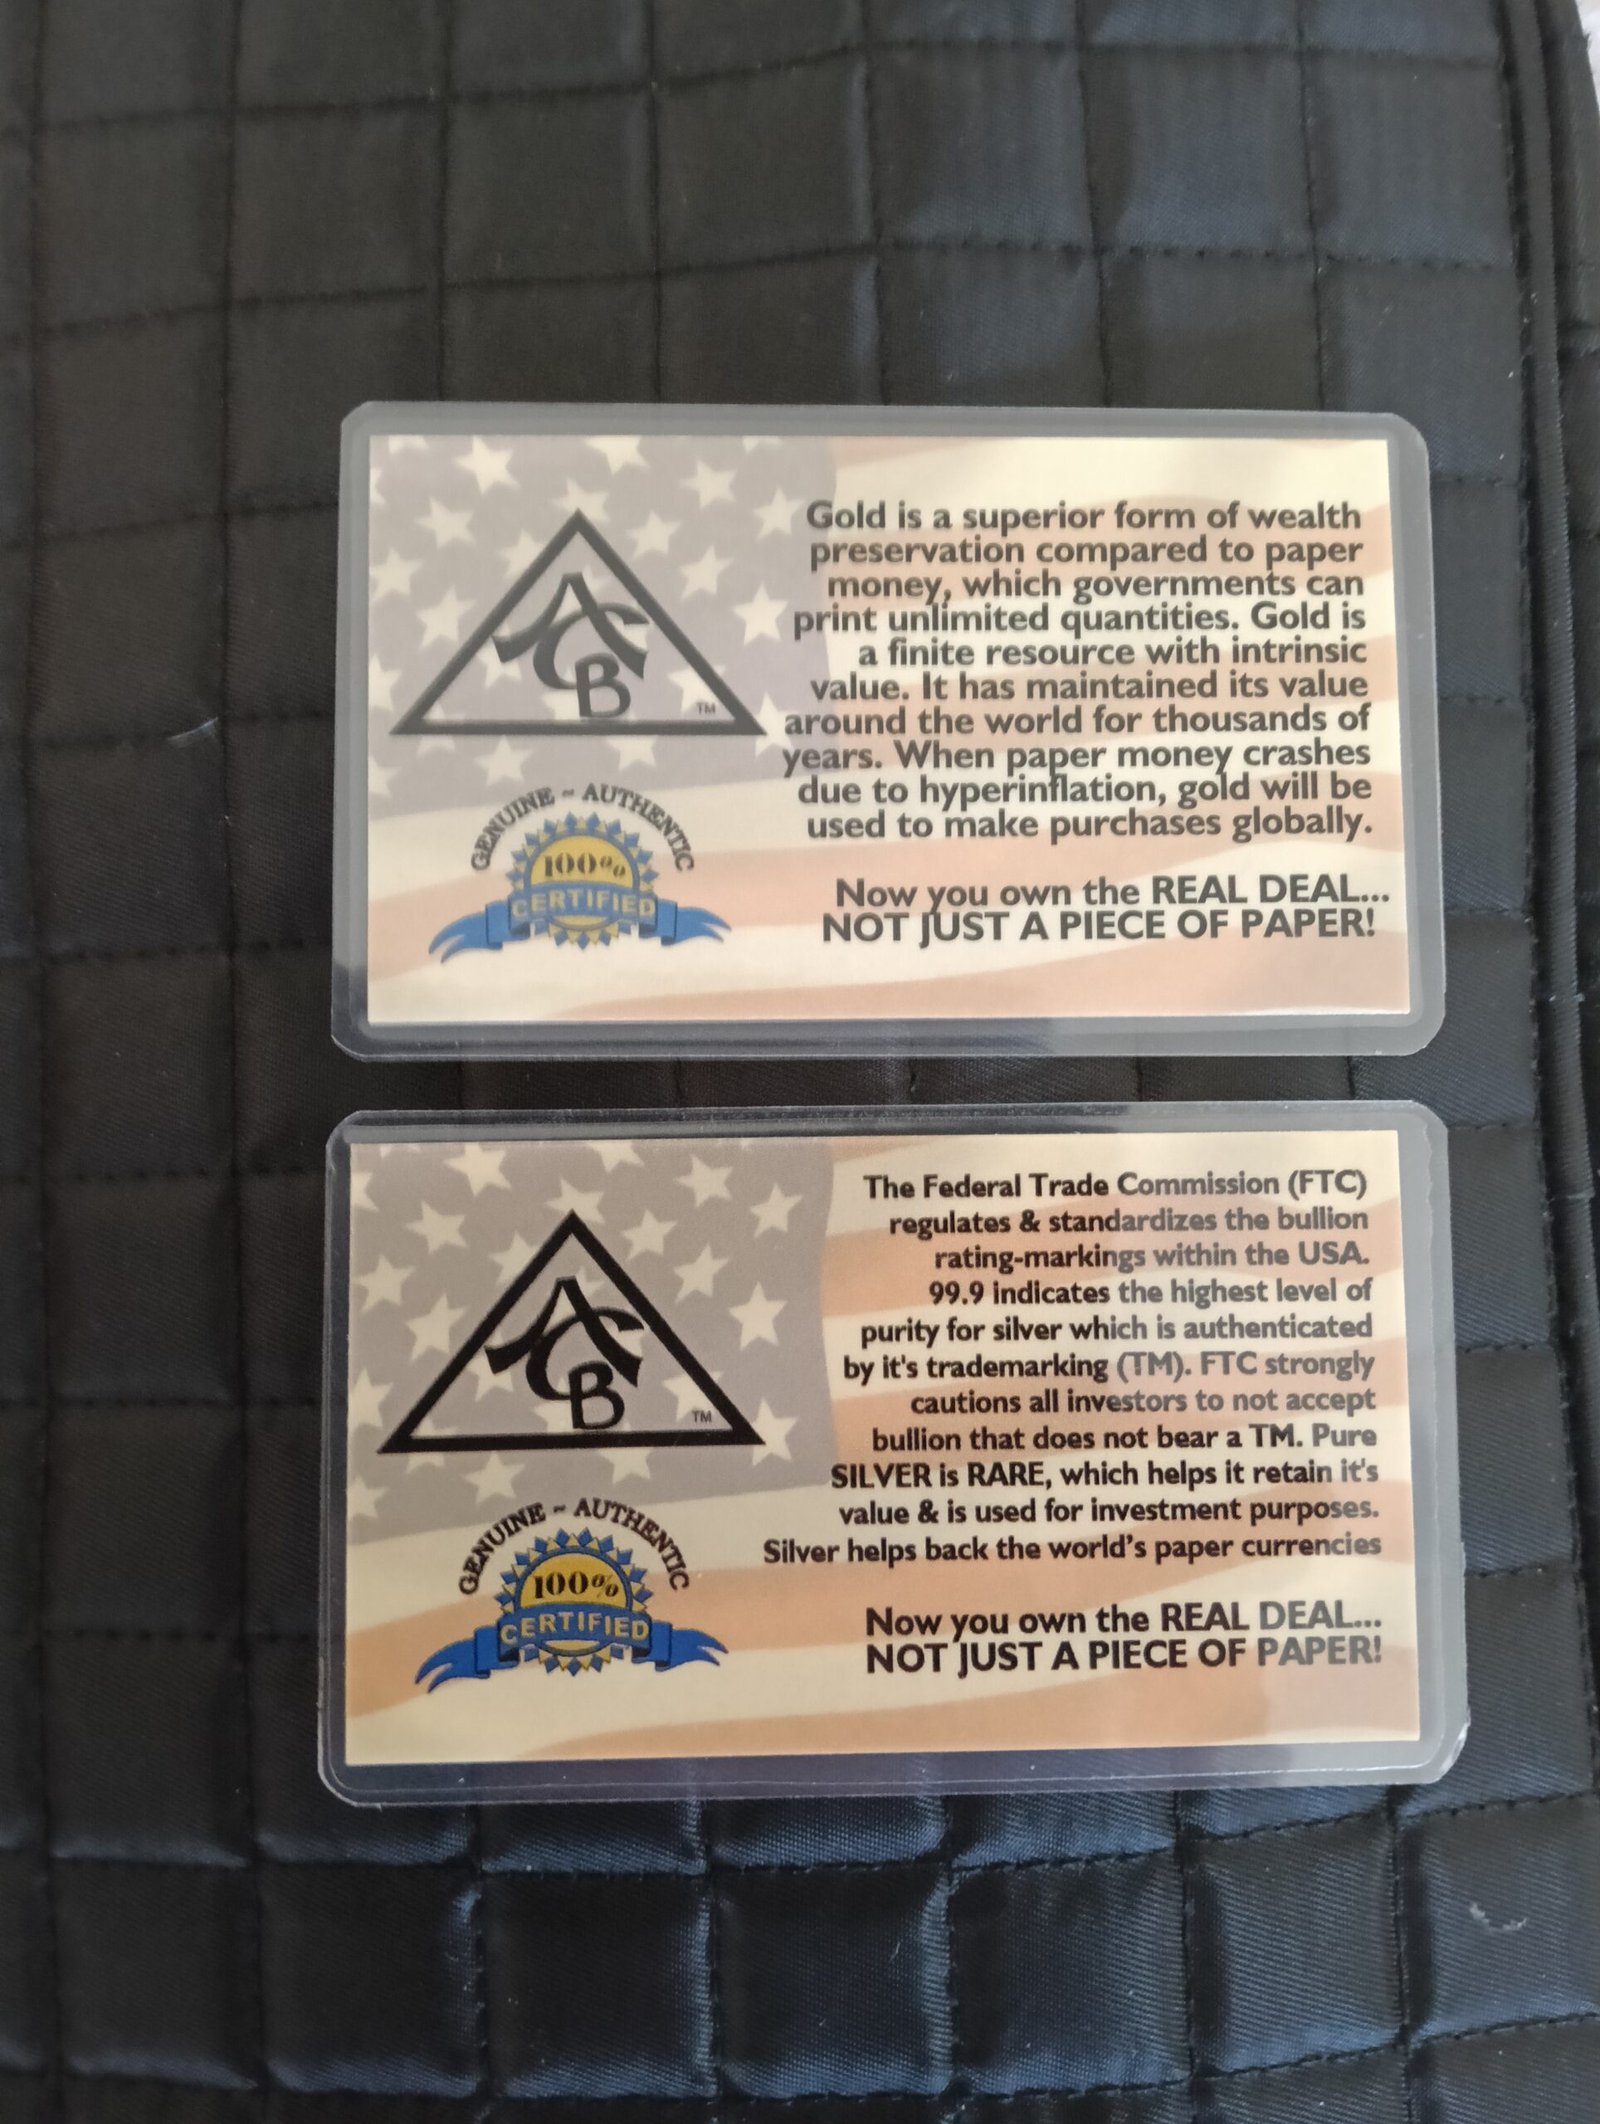 Gold is a superior form of wealth
preservation compared to paper
money, which governments can
print unlimited quantities. Gold is
a finite resource with intrinsic
value. It has maintained its value
around the world for thousands of
years. When paper money crashes
due to hyperinflation, gold will be
used to make purchases globally.
Now you own the REAL DEAL...
NOT JUST A PIECE OF PAPER!
ACB
TM
GENUINE ~ AUTHENTIC
100%
CERTIFIED
The Federal Trade Commission (FTC)
regulates & standardizes the bullion
rating-markings within the USA.
99.9 indicates the highest level of
purity for silver which is authenticated
by it's trademarking (TM). FTC strongly
cautions all investors to not accept
bullion that does not bear a TM. Pure
SILVER is RARE, which helps it retain it's
value & is used for investment purposes.
Silver helps back the world's paper currencies
Now you own the REAL DEAL...
NOT JUST A PIECE OF PAPER!
ACB
TM
GENUINE ~ AUTHENTIC
100%
CERTIFIED